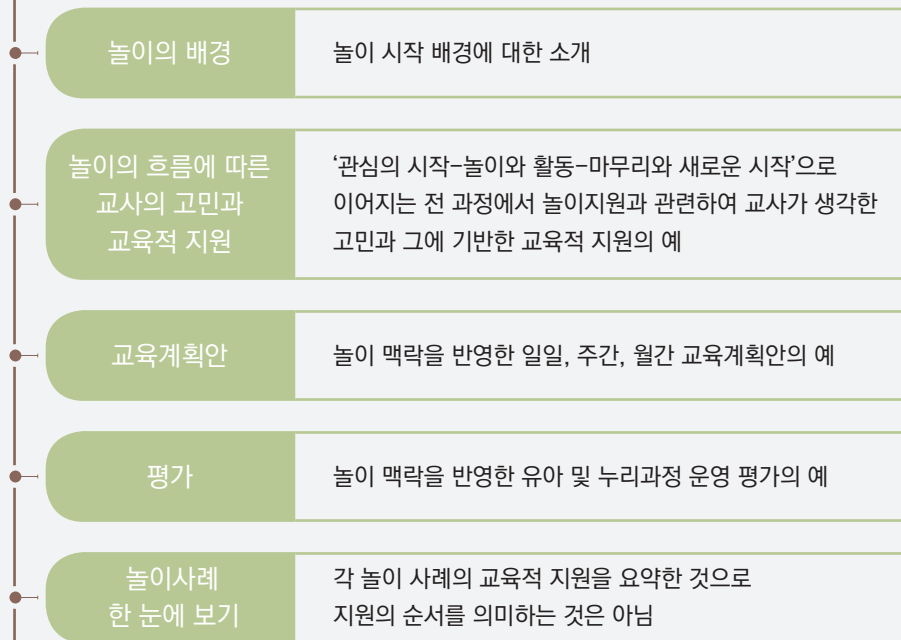 놀이의 배경
놀이 시작 배경에 대한 소개
놀이의 흐름에 따른
교사의 고민과
교육적 지원
‘관심의 시작-놀이와 활동-마무리와 새로운 시작’으로
이어지는 전 과정에서 놀이지원과 관련하여 교사가 생각한
고민과 그에 기반한 교육적 지원의 예
교육계획안
놀이 맥락을 반영한 일일, 주간, 월간 교육계획안의 예
평가
놀이 맥락을 반영한 유아 및 누리과정 운영 평가의 예
놀이사례
한 눈에 보기
각 놀이 사례의 교육적 지원을 요약한 것으로
지원의 순서를 의미하는 것은 아님